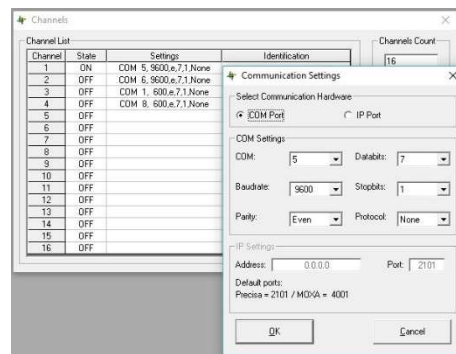 Channels
Channel List
Channels Count
Channel State Settings Identification
16
1 ON COM 5, 9600,e,7,1,None
2 OFF COM 6, 9600,e,7,1,None
3 OFF COM 1, 600,e,7,1,None
4 OFF COM 8, 600,e,7,1,None
5 OFF
6 OFF
7 OFF
8 OFF
9 OFF
10 OFF
11 OFF
12 OFF
13 OFF
14 OFF
15 OFF
16 OFF
Communication Settings
Select Communication Hardware
COM Port IP Port
COM Settings
COM: 5 Databits: 7
Baudrate: 9600 Stopbits: 1
Parity: Even Protocol: None
IP Settings
Address: 0.0.0.0 Port: 2101
Default ports:
Precisa = 2101 / MOXA = 4001
OK Cancel